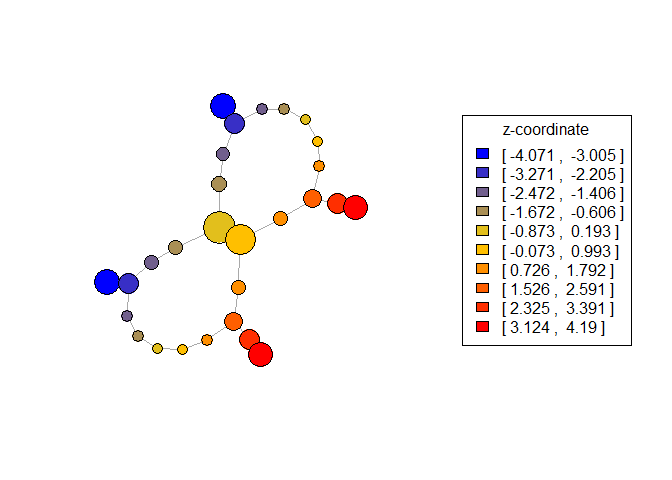 z-coordinate
[ -4.071 , -3.005 ]
[ -3.271 , -2.205 ]
[ -2.472 , -1.406 ]
[ -1.672 , -0.606 ]
[ -0.873 , 0.193 ]
[ -0.073 , 0.993 ]
[ 0.726 , 1.792 ]
[ 1.526 , 2.591 ]
[ 2.325 , 3.391 ]
[ 3.124 , 4.19 ]